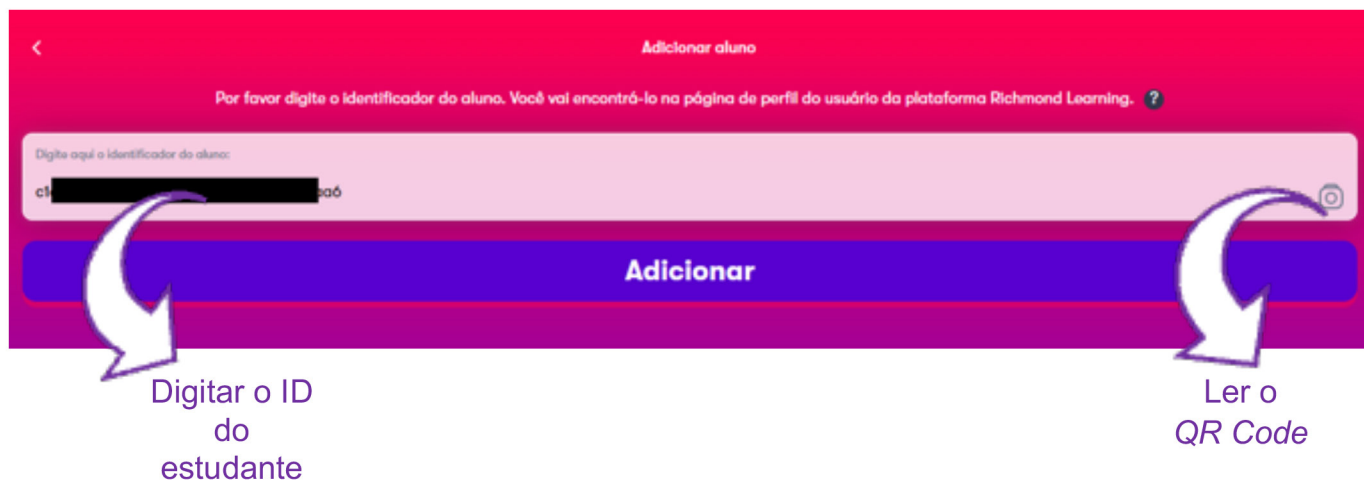 Adicionar aluno
Por favor digite o identificador do aluno. Você vai encontrá-lo na página de perfil do usuário da plataforma Richmond Learning. ?
Digite aqui o identificador do aluno:
Adicionar
Digitar o ID
do
estudante
Ler o
QR Code